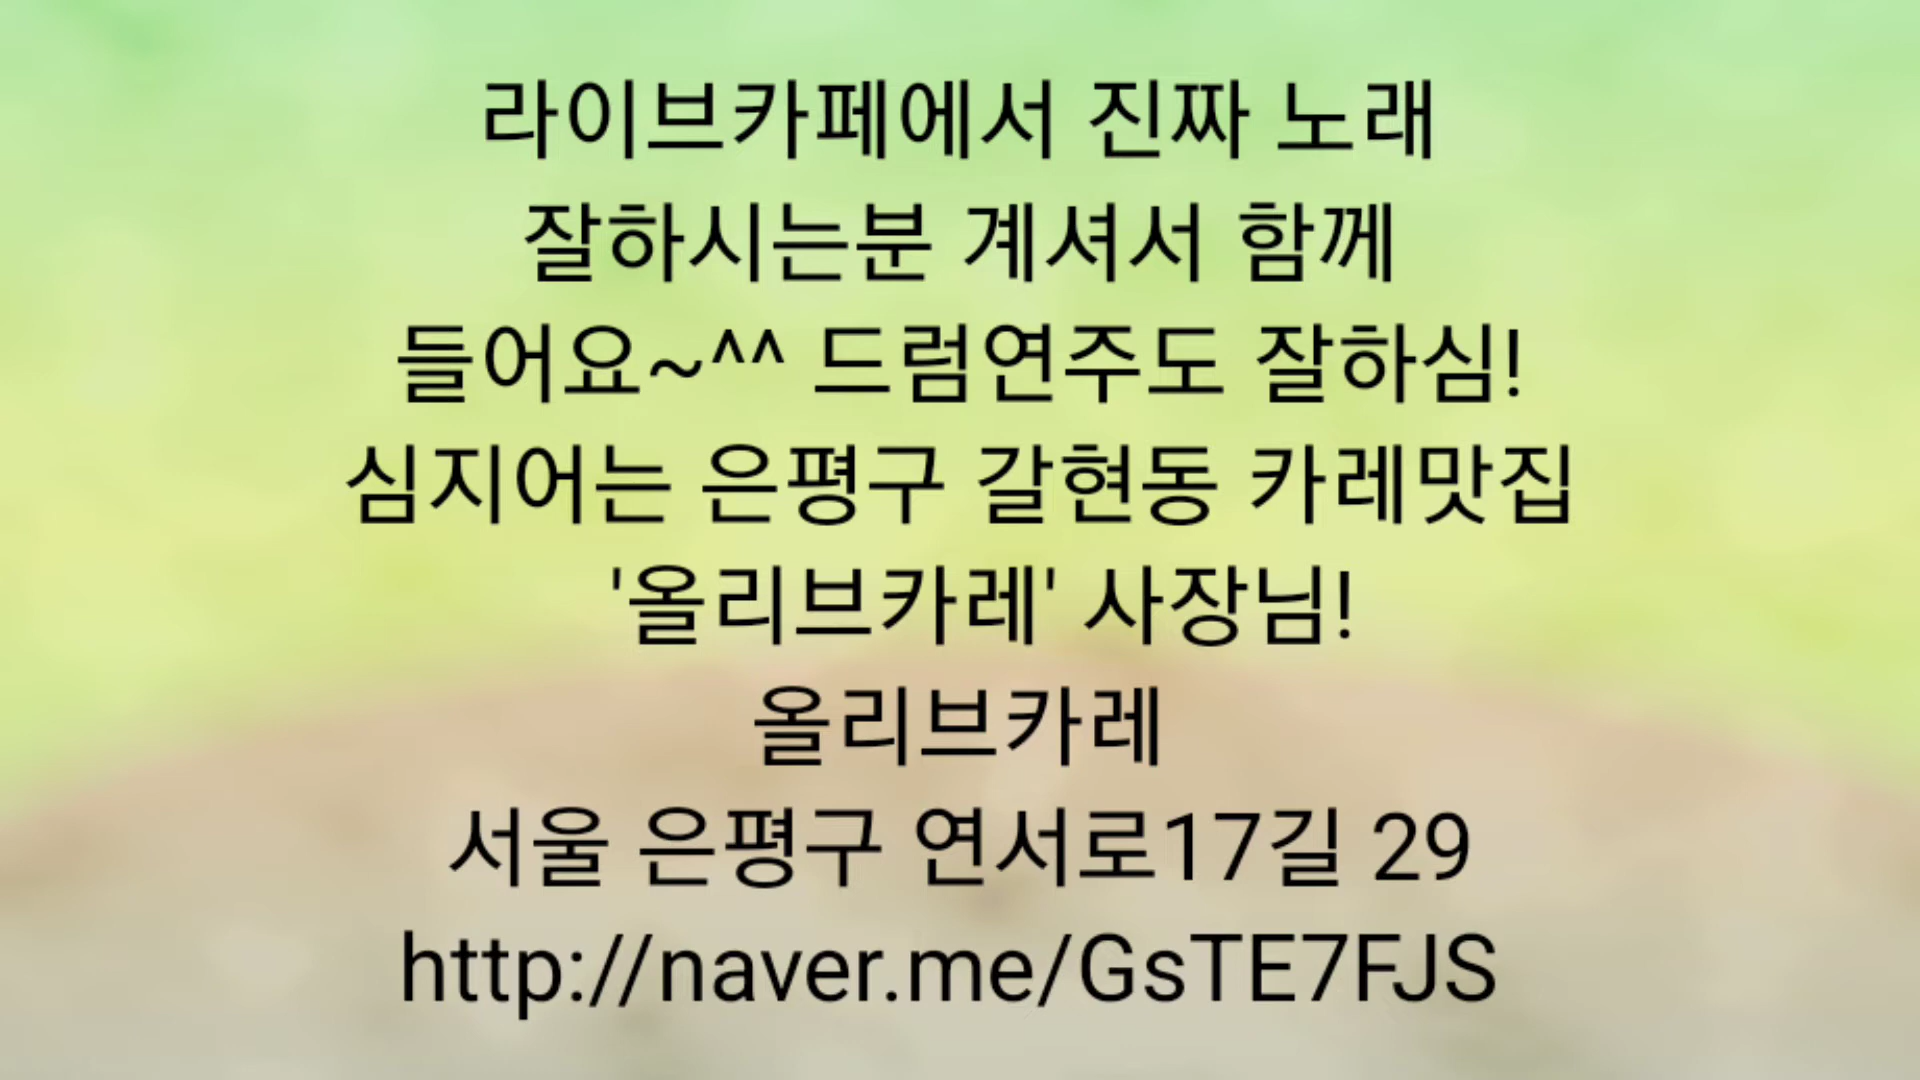 라이브카페에서 진짜 노래
잘하시는분 계셔서 함께
들어요~^^ 드럼연주도 잘하심!
심지어는 은평구 갈현동 카레맛집
'올리브카레' 사장님!
올리브카레
서울 은평구 연서로17길 29
http://naver.me/GsTE7FJS